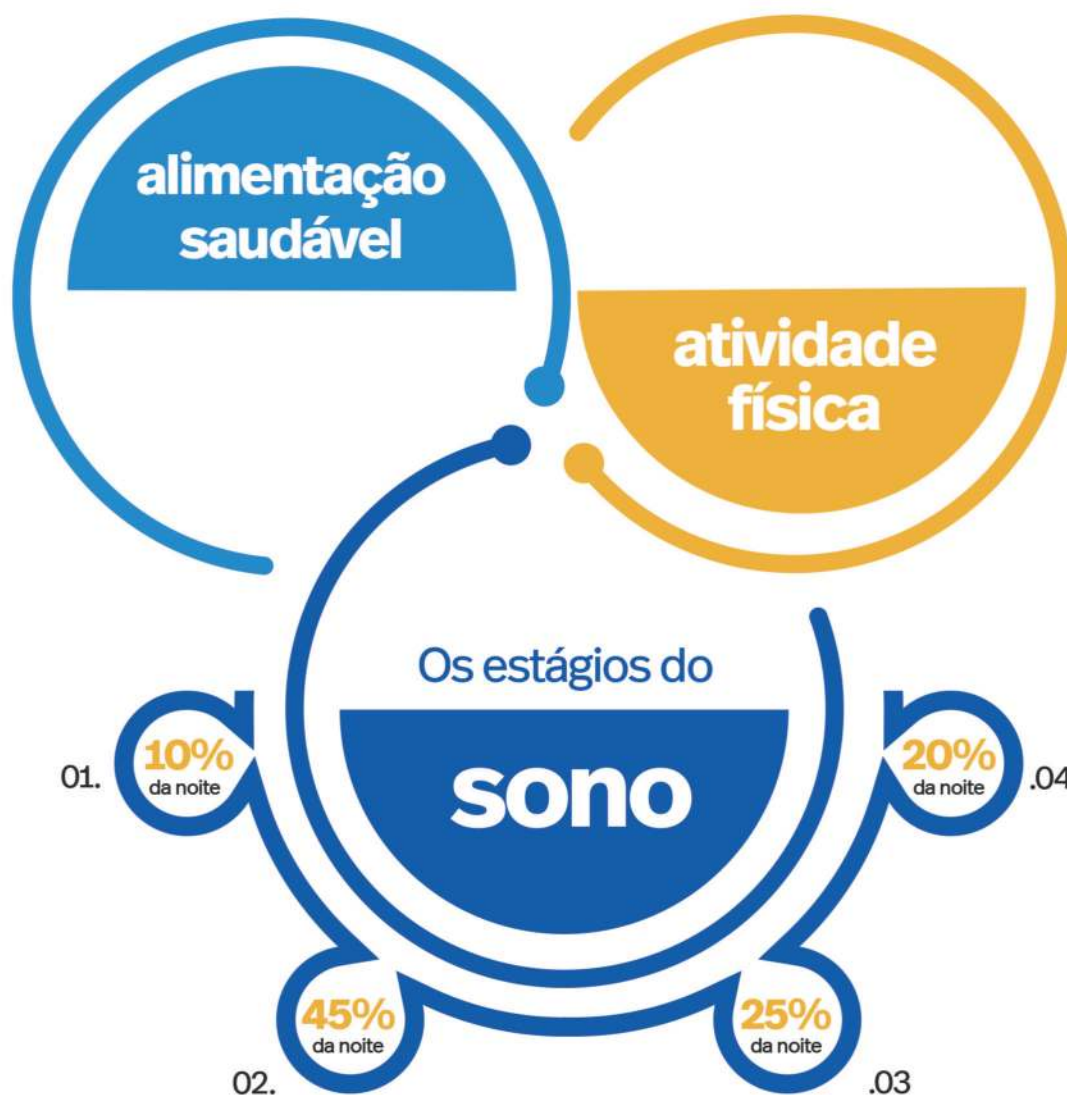 alimentação
saudável
atividade
física
Os estágios do
sono
01.
10%
da noite
20%
da noite
.04
45%
da noite
02.
25%
da noite
.03